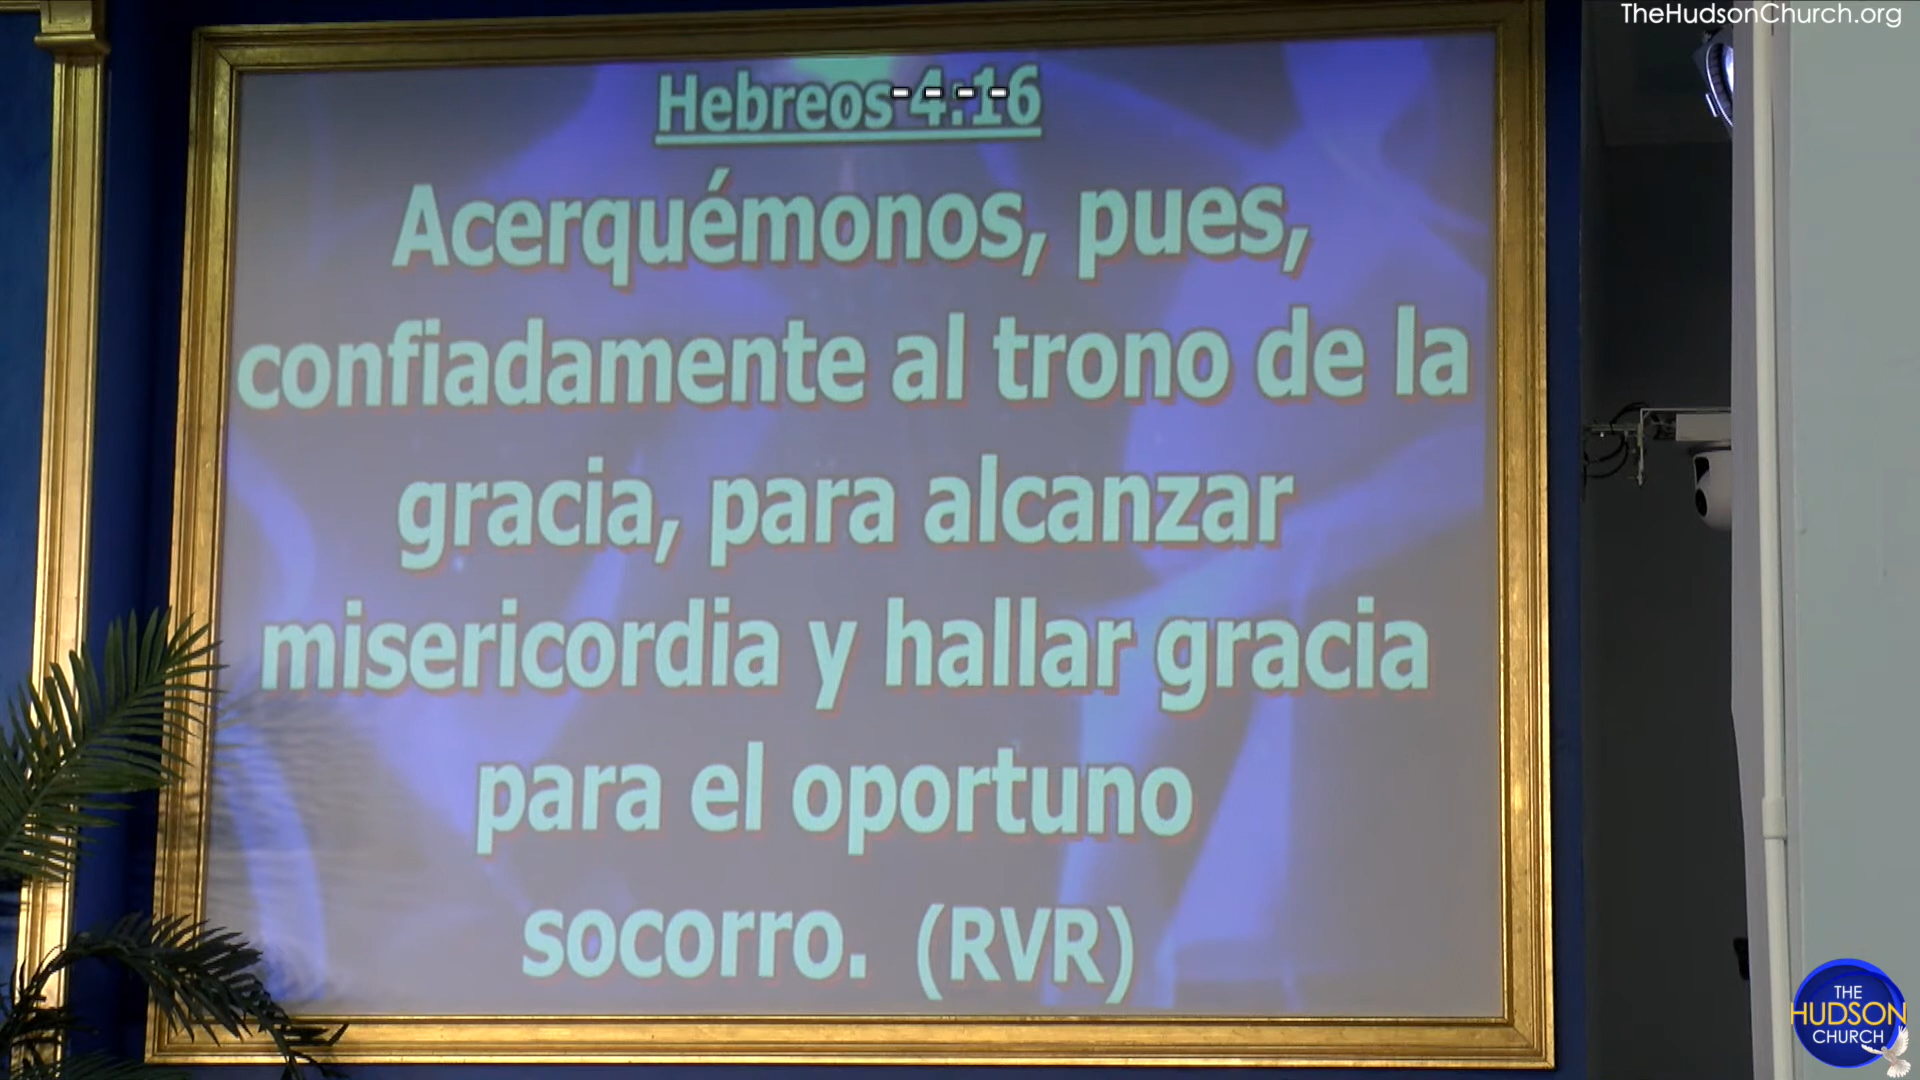 TheHudsonChurch.org
Hebreos 4:16
Acerquémonos, pues,
confiadamente al trono de la
gracia, para alcanzar
misericordia y hallar gracia
para el oportuno
socorro. (RVR)
THE
HUDSON
CHURCH